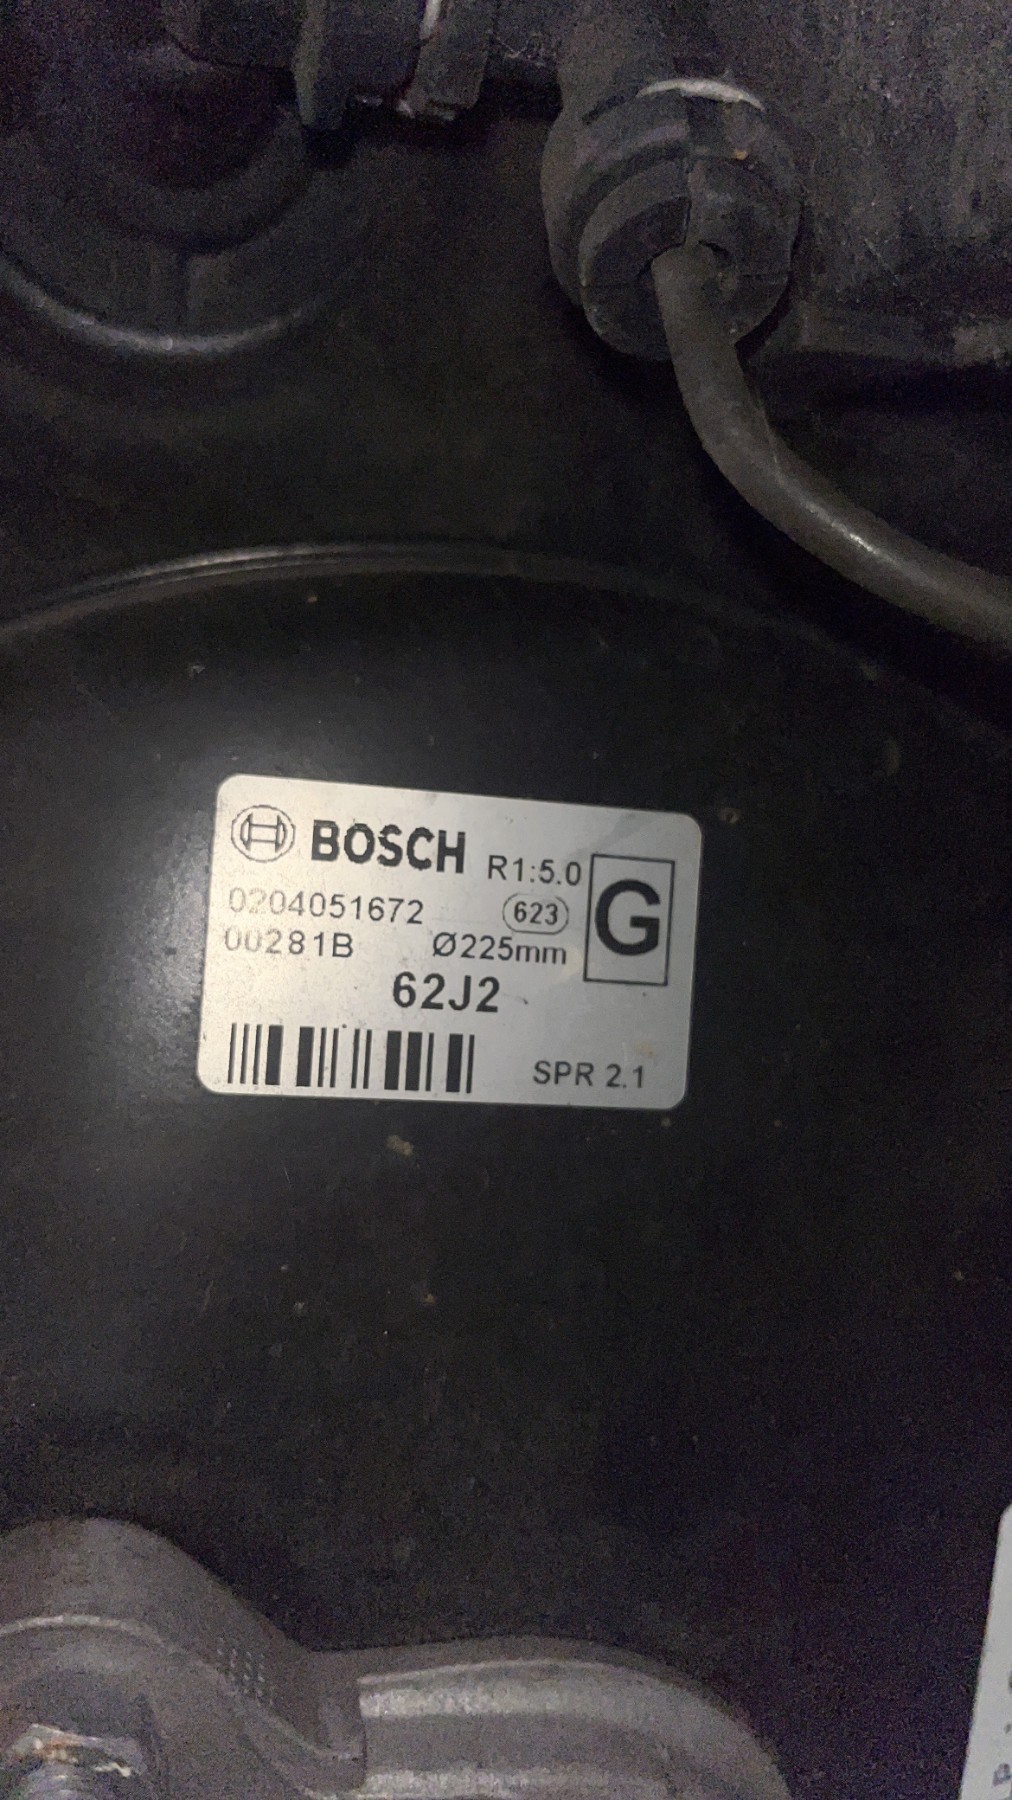 BOSCH R1:5.0
G
0204051672 623
00281B Ø225mm
62J2
SPR 2.1